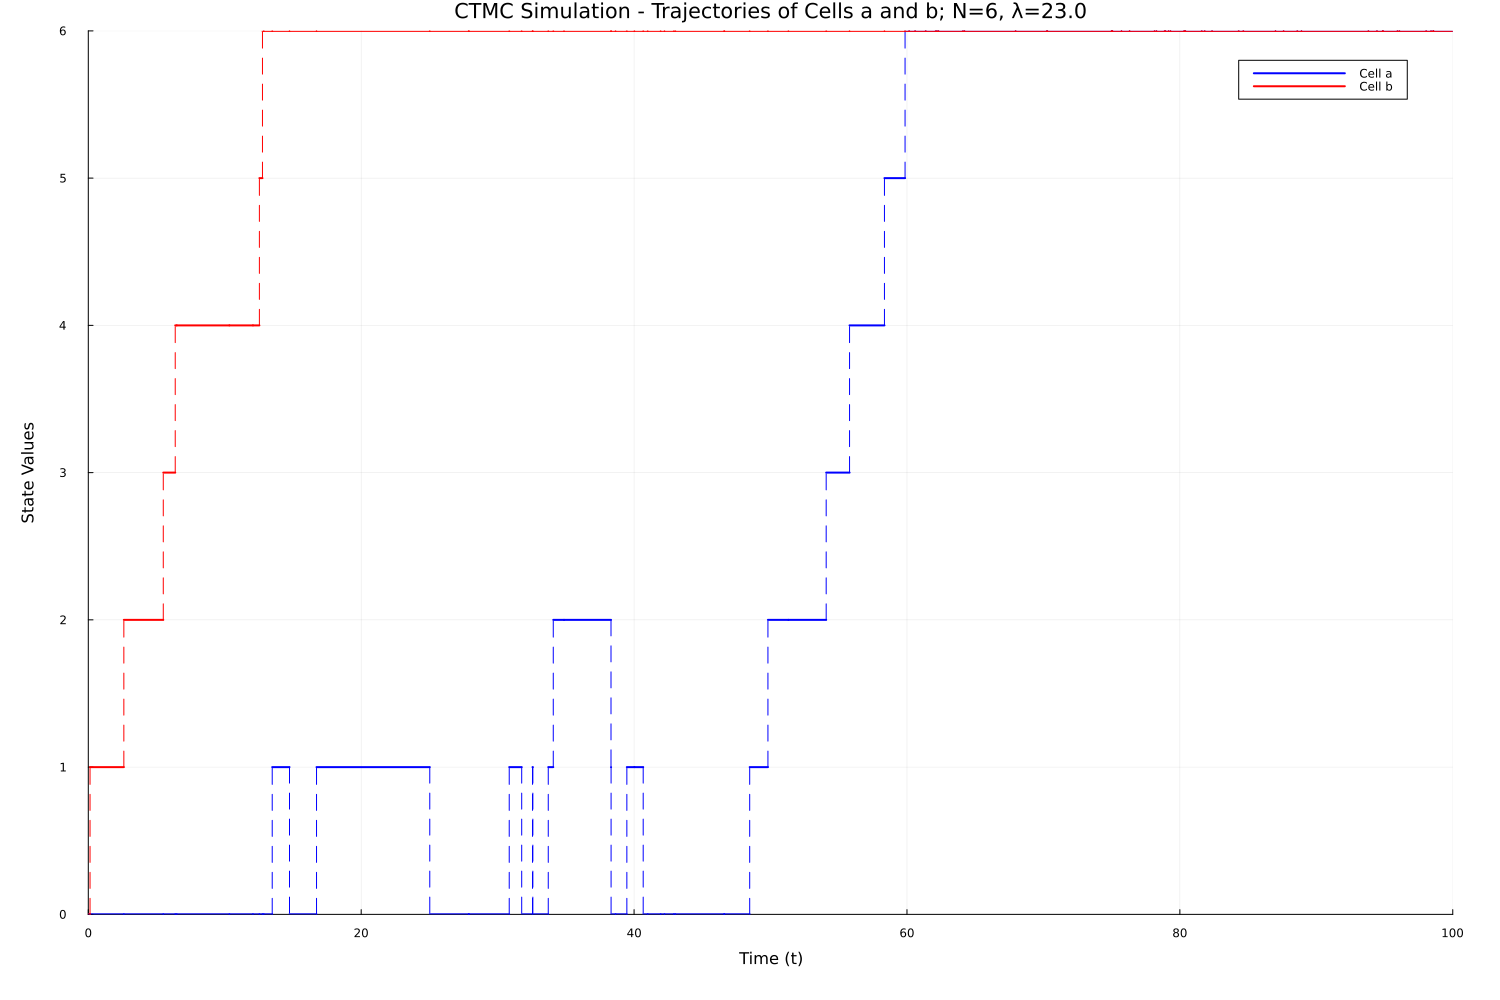 CTMC Simulation - Trajectories of Cells a and b; N=6, λ=23.0
6
Cell a
Cell b
5
4
State Values
3
2
1
0
0 20 40 60 80 100
Time (t)